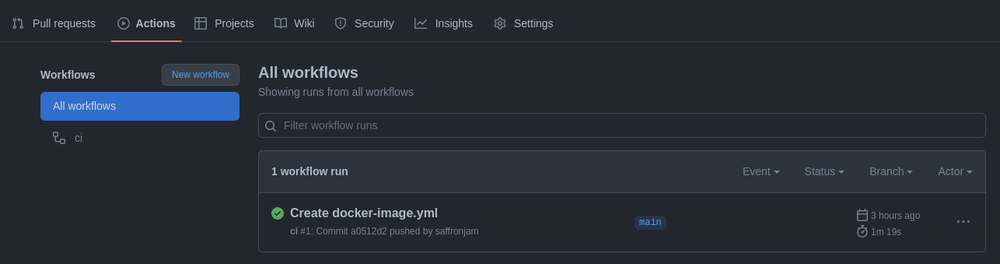 Pull requests Actions Projects Wiki Security Insights Settings
Workflows New workflow
All workflows
ci
All workflows
Showing runs from all workflows
Filter workflow runs
1 workflow run Event Status Branch Actor
Create docker-image.yml main 3 hours ago
ci #1: Commit a0512d2 pushed by saffronjam 1m 19s